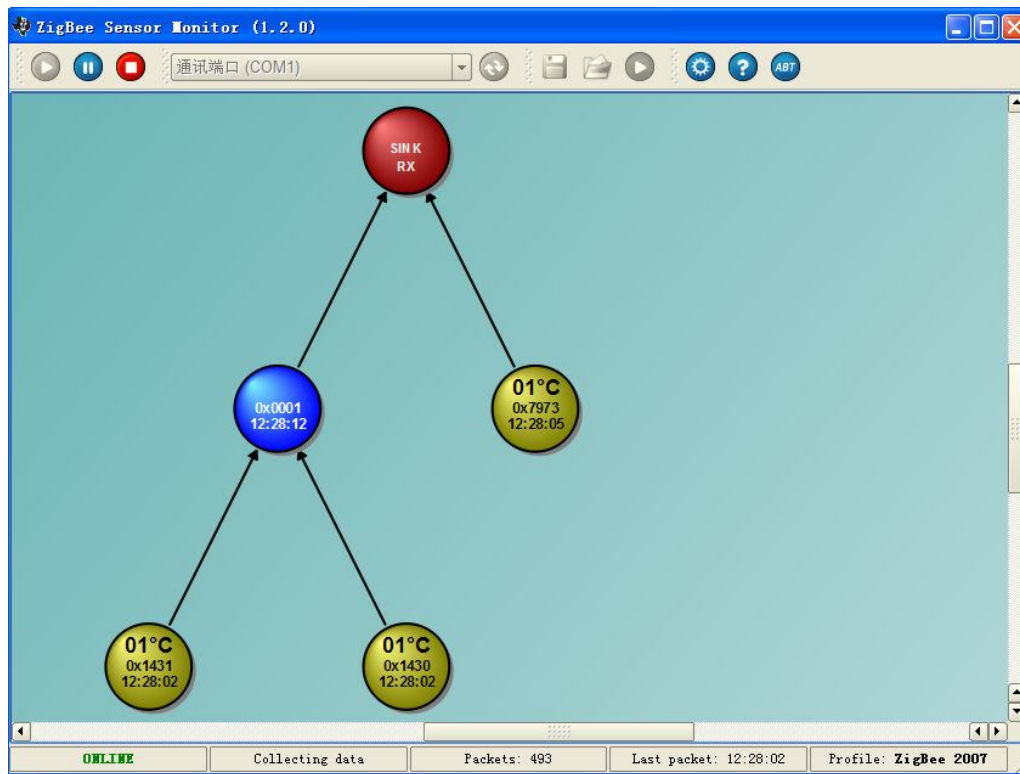 ZigBee Sensor Monitor (1.2.0)
通讯端口 (COM1)
?
ABT
SINK
RX
0x0001
12:28:12
01°C
0x7973
12:28:05
01°C
0x1431
12:28:02
01°C
0x1430
12:28:02
ONLINE
Collecting data
Packets: 493
Last packet: 12:28:02
Profile: ZigBee 2007